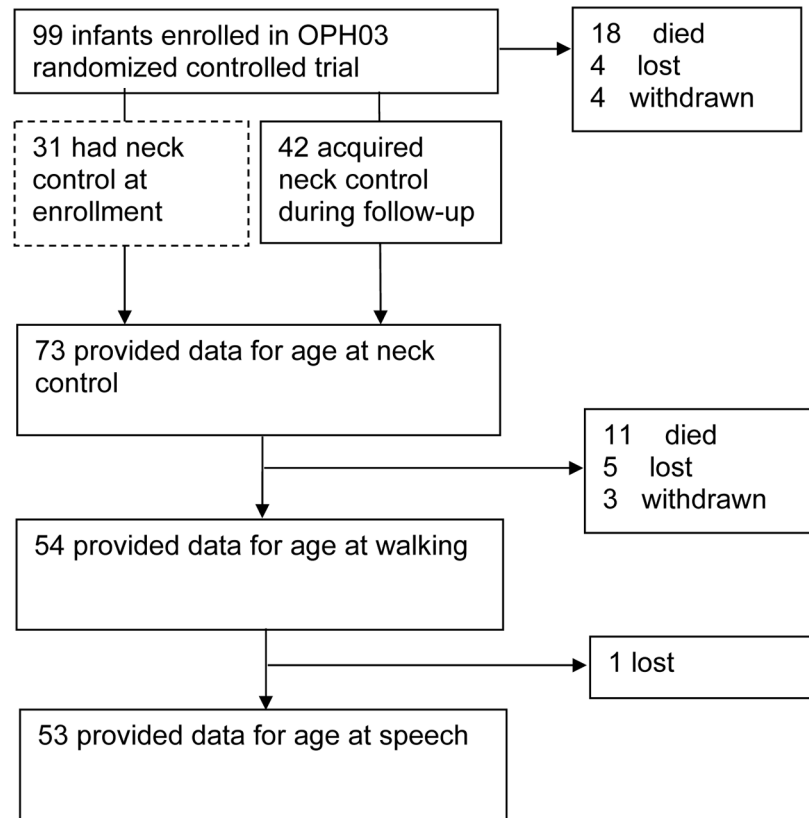 99 infants enrolled in OPH03
randomized controlled trial
18 died
4 lost
4 withdrawn
31 had neck
control at
enrollment
42 acquired
neck control
during follow-up
73 provided data for age at neck
control
11 died
5 lost
3 withdrawn
54 provided data for age at walking
1 lost
53 provided data for age at speech